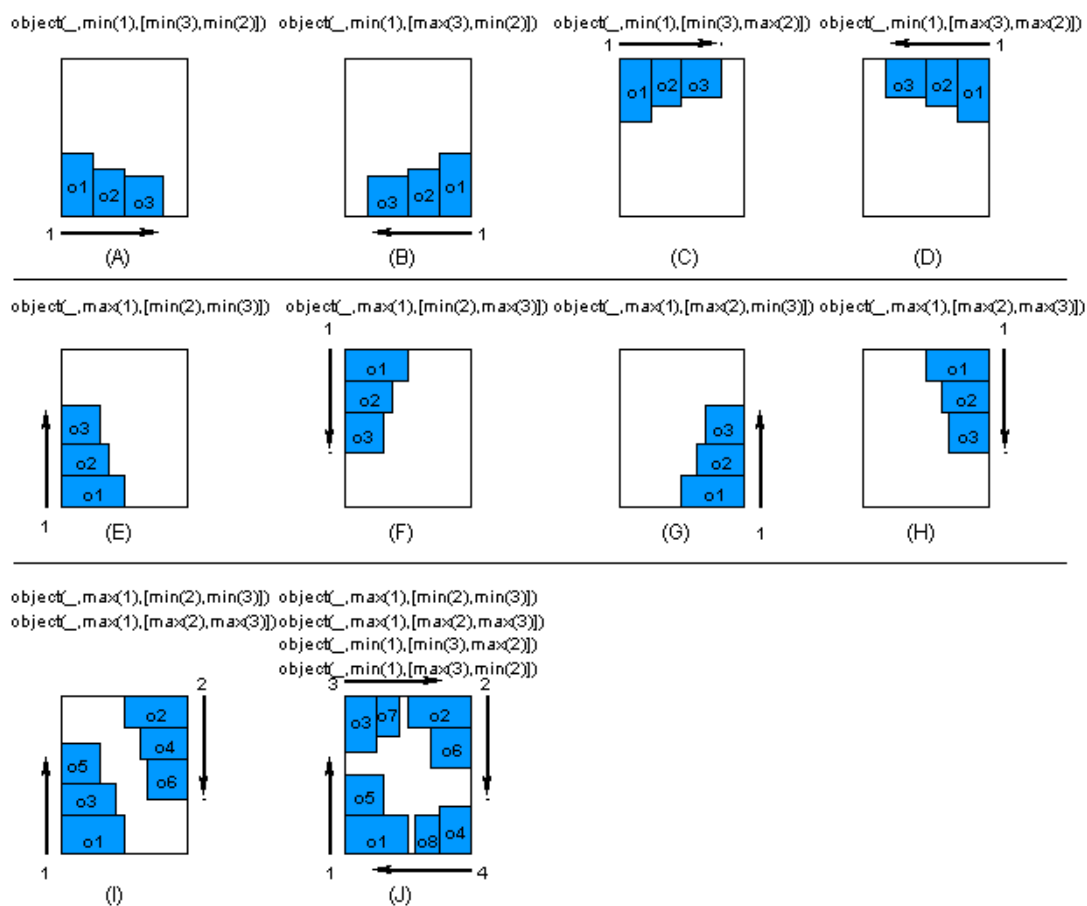 object(_,min(1),[min(3),min(2)]) object(_,min(1),[max(3),min(2)]) object(_,min(1),[min(3),max(2)]) object(_,min(1),[max(3),max(2)])
1 1
o1 o2 o3 o3 o2 o1
o1 o2 o3 o3 o2 o1
1 1
(A) (B) (C) (D)
object(_,max(1),[min(2),min(3)]) object(_,max(1),[min(2),max(3)]) object(_,max(1),[max(2),min(3)]) object(_,max(1),[max(2),max(3)])
1 1
o1 o1
o2 o2
o3 o3
o3 o3
o2 o2
o1 o1
1 1
(E) (F) (G) (H)
object(_,max(1),[min(2),min(3)]) object(_,max(1),[min(2),min(3)])
object(_,max(1),[max(2),max(3)]) object(_,max(1),[max(2),max(3)])
object(_,min(1),[min(3),max(2)])
object(_,min(1),[max(3),min(2)])
2 3 2
o2 o3 o7 o2
o4 o6
o5 o6 o5
o3
o1 o1 o8 o4
1 1 4
(I) (J)